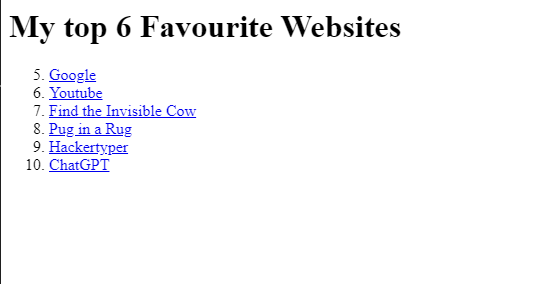 My top 6 Favourite Websites
5. Google
6. Youtube
7. Find the Invisible Cow
8. Pug in a Rug
9. Hackertyper
10. ChatGPT